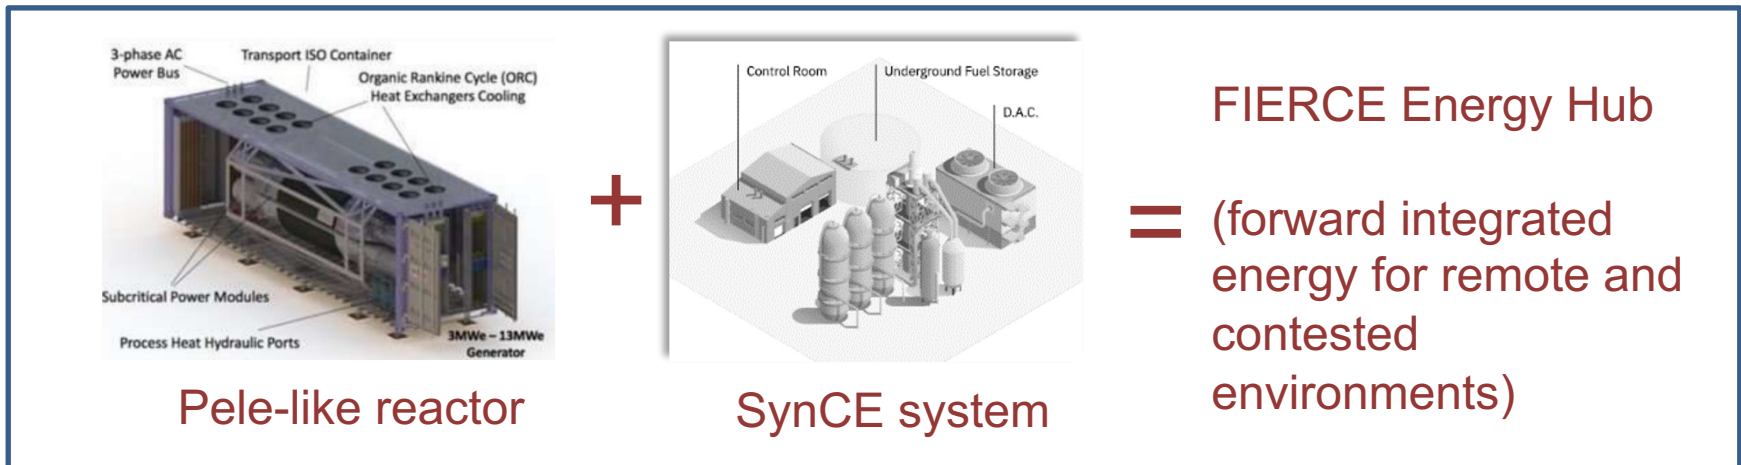 3-phase AC
Power Bus
Transport ISO Container
Organic Rankine Cycle (ORC)
Heat Exchangers Cooling
Subcritical Power Modules
Process Heat Hydraulic Ports
3MWe – 13MWe
Generator
Pele-like reactor
+
Control Room
Underground Fuel Storage
D.A.C.
SynCE system
=
FIERCE Energy Hub
(forward integrated
energy for remote and
contested
environments)